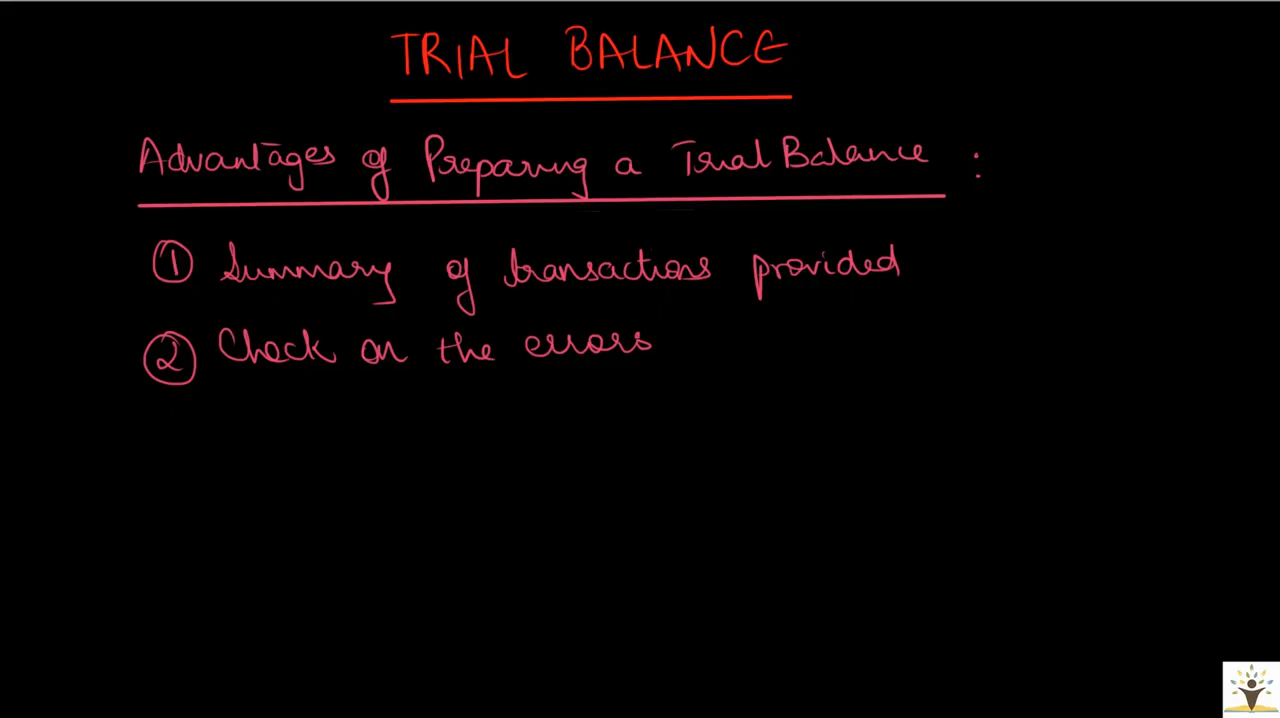 TRIAL BALANCE
Advantages of Preparing a Trial Balance :
① Summary of transactions provided
② Check on the errors